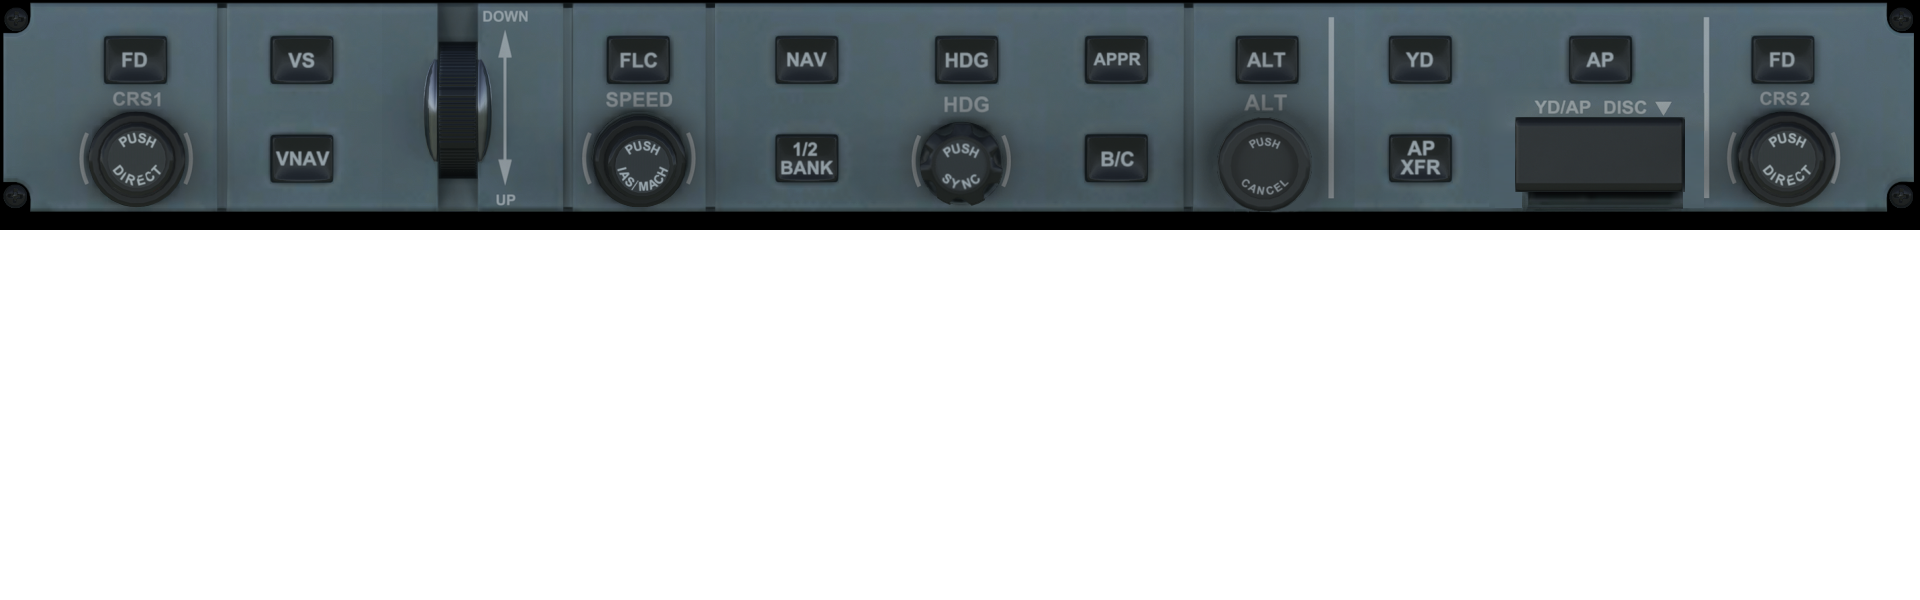 DOWN
FD
VS
FLC
NAV
HDG
APPR
ALT
YD
AP
FD
CRS1
SPEED
HDG
ALT
YD/AP DISC ▼
CRS2
PUSH
DIRECT
VNAV
PUSH
IAS/MACH
1/2
BANK
PUSH
SYNC
B/C
PUSH
CANCEL
AP
XFR
PUSH
DIRECT
UP